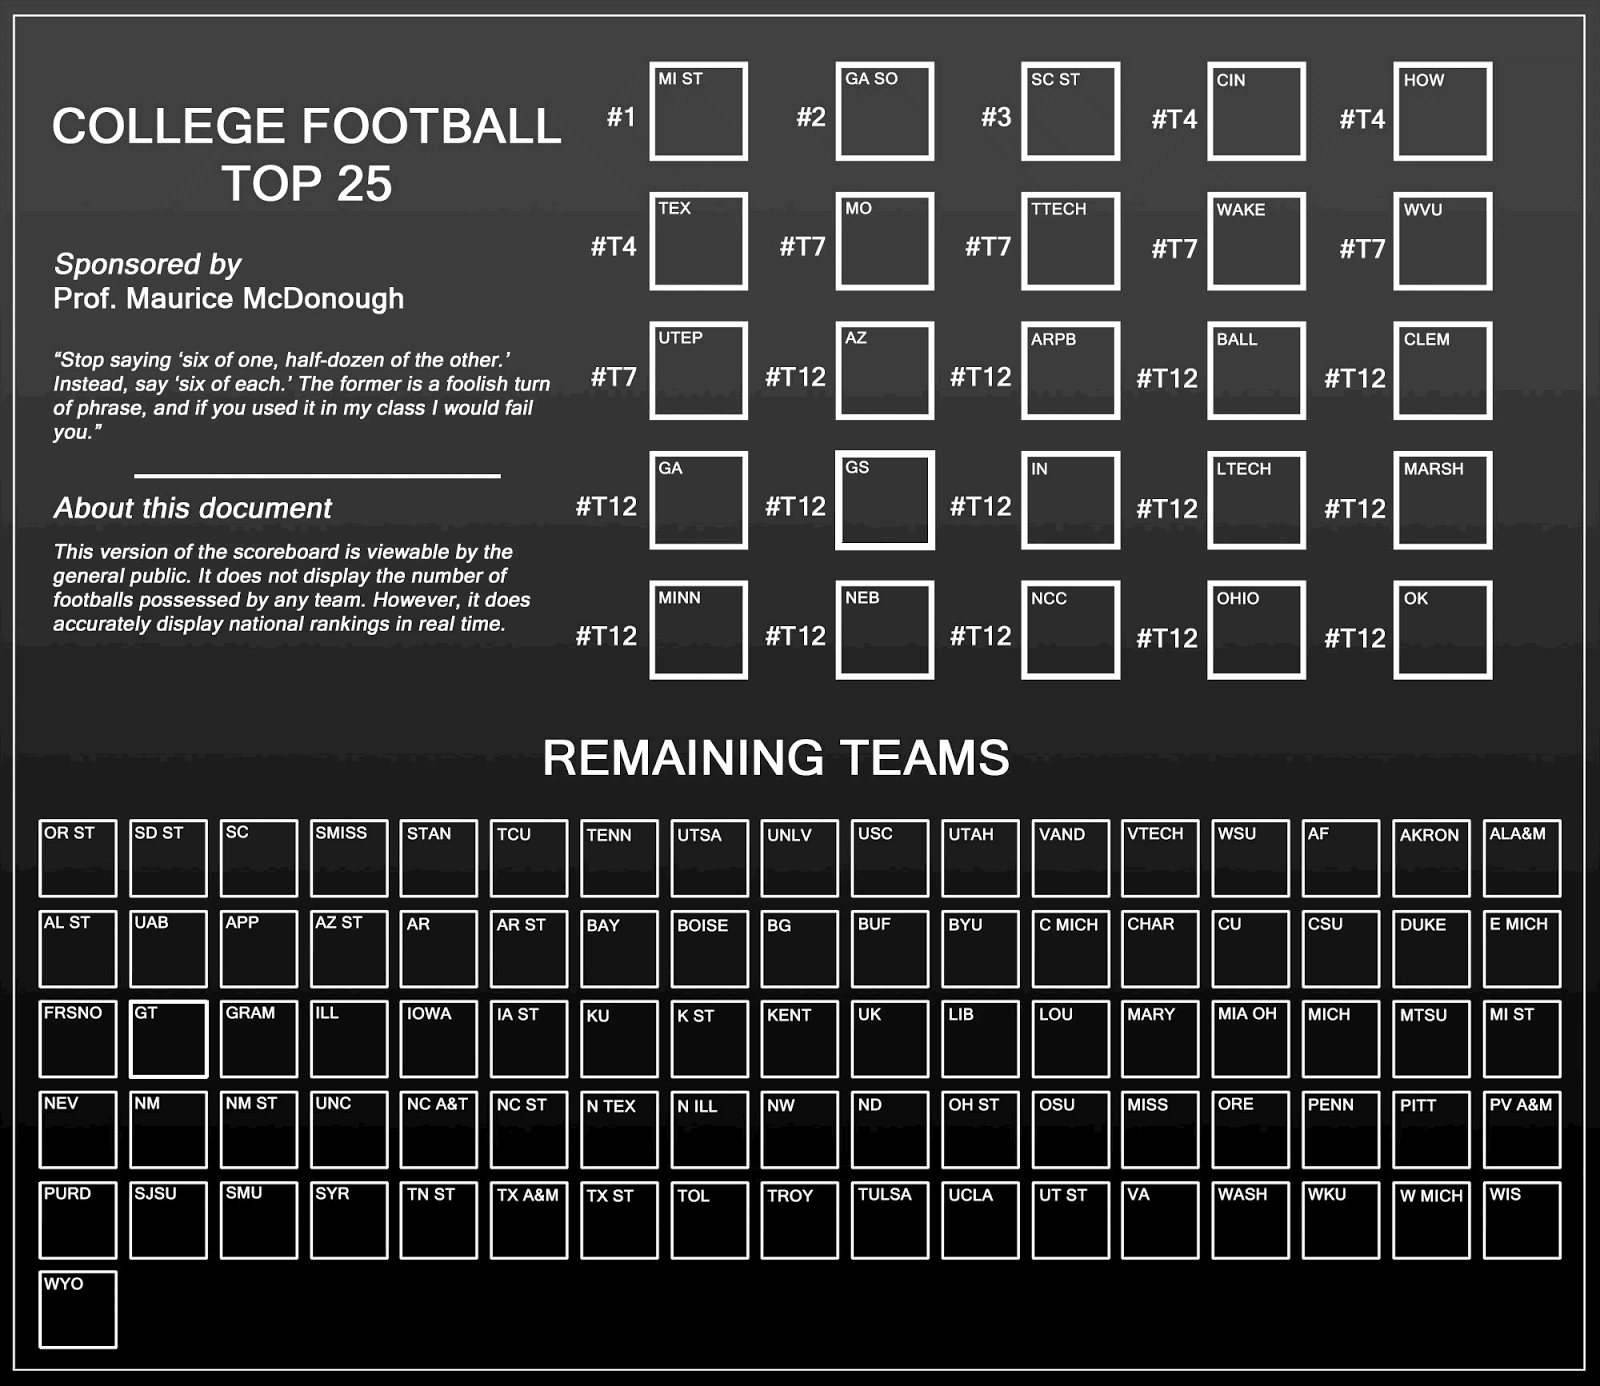 COLLEGE FOOTBALL
TOP 25
Sponsored by
Prof. Maurice McDonough
“Stop saying ‘six of one, half-dozen of the other.’
Instead, say ‘six of each.’ The former is a foolish turn
of phrase, and if you used it in my class I would fail
you.”
About this document
This version of the scoreboard is viewable by the
general public. It does not display the number of
footballs possessed by any team. However, it does
accurately display national rankings in real time.
#1 MI ST #2 GA SO #3 SC ST #T4 CIN #T4 HOW
#T4 TEX #T7 MO #T7 TTECH #T7 WAKE #T7 WVU
#T7 UTEP #T12 AZ #T12 ARPB #T12 BALL #T12 CLEM
#T12 GA #T12 GS #T12 IN #T12 LTECH #T12 MARSH
#T12 MINN #T12 NEB #T12 NCC #T12 OHIO #T12 OK
REMAINING TEAMS
OR ST SD ST SC SMISS STAN TCU TENN UTSA UNLV USC UTAH VAND VTECH WSU AF AKRON ALA&M
AL ST UAB APP AZ ST AR AR ST BAY BOISE BG BUF BYU C MICH CHAR CU CSU DUKE E MICH
FRSNO GT GRAM ILL IOWA IA ST KU K ST KENT UK LIB LOU MARY MIA OH MICH MTSU MI ST
NEV NM NM ST UNC NC A&T NC ST N TEX N ILL NW ND OH ST OSU MISS ORE PENN PITT PV A&M
PURD SJSU SMU SYR TN ST TX A&M TX ST TOL TROY TULSA UCLA UT ST VA WASH WKU W MICH WIS
WYO